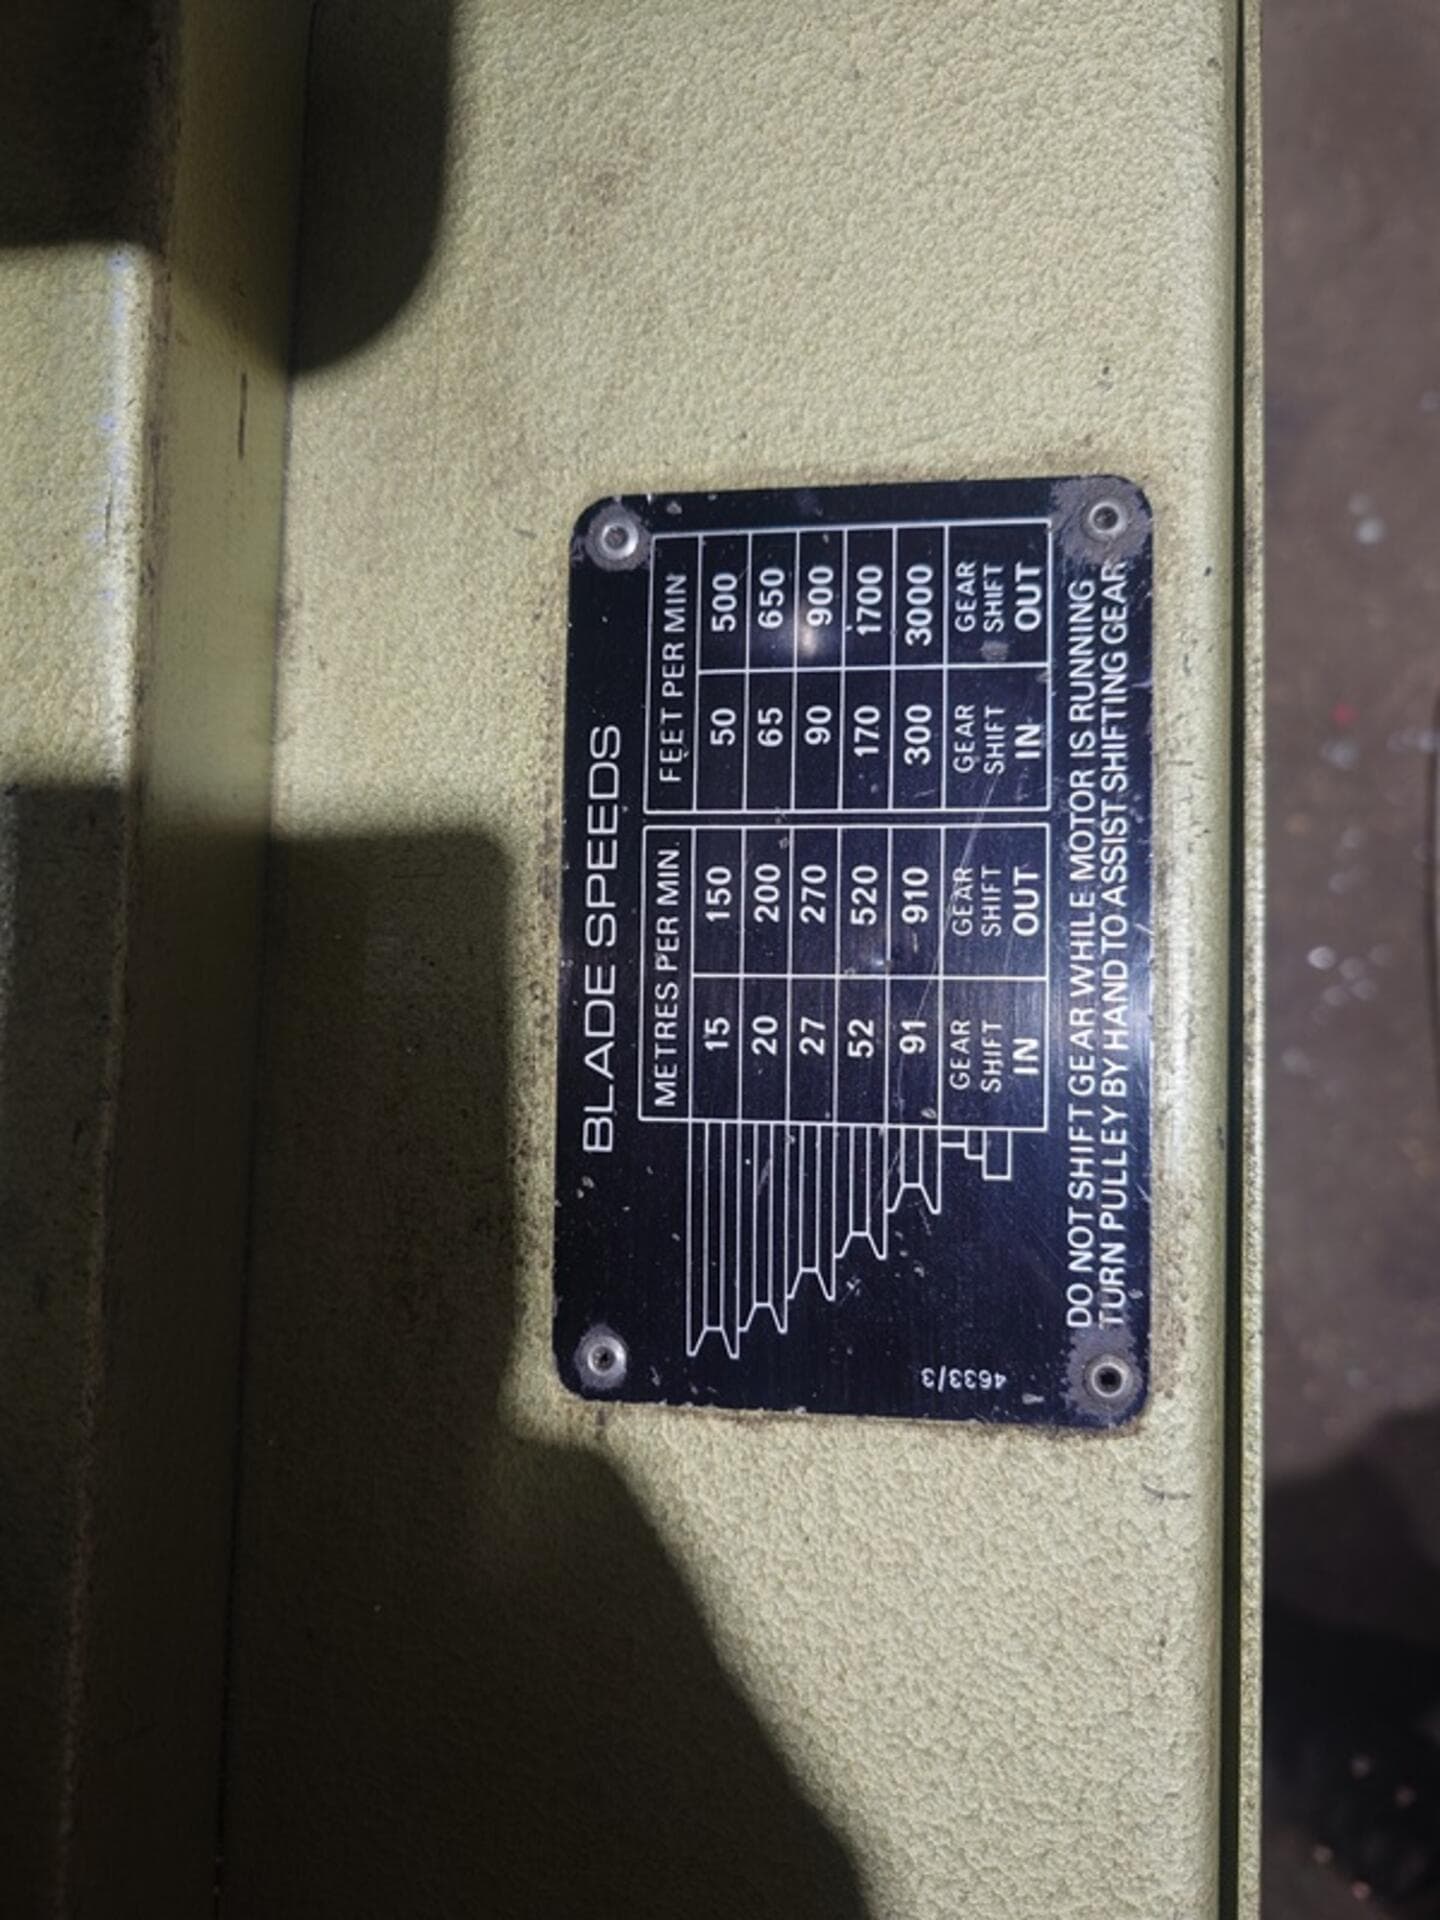 BLADE SPEEDS
METRES PER MIN. FEET PER MIN
15 150 50 500
20 200 65 650
27 270 90 900
52 520 170 1700
91 910 300 3000
GEAR GEAR GEAR GEAR
SHIFT SHIFT SHIFT SHIFT
IN OUT IN OUT
4633/3
DO NOT SHIFT GEAR WHILE MOTOR IS RUNNING
TURN PULLEY BY HAND TO ASSIST SHIFTING GEAR